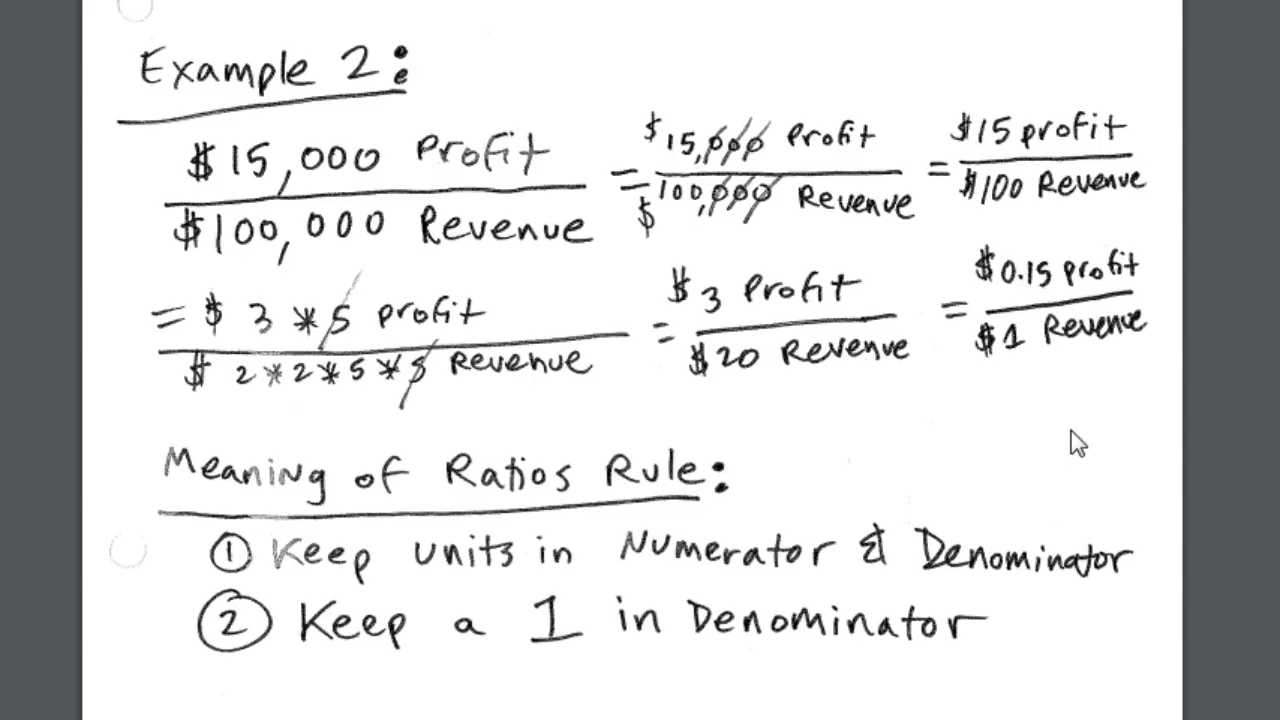 Example 2:
$15,000 Profit = $15,000 Profit = $15 profit
$100,000 Revenue $100,000 Revenue $100 Revenue
= $ 3 * 5 profit = $3 Profit = $0.15 profit
$ 2 * 2 * 5 * 5 Revenue $20 Revenue $1 Revenue
Meaning of Ratios Rule:
① Keep units in Numerator & Denominator
② Keep a 1 in Denominator